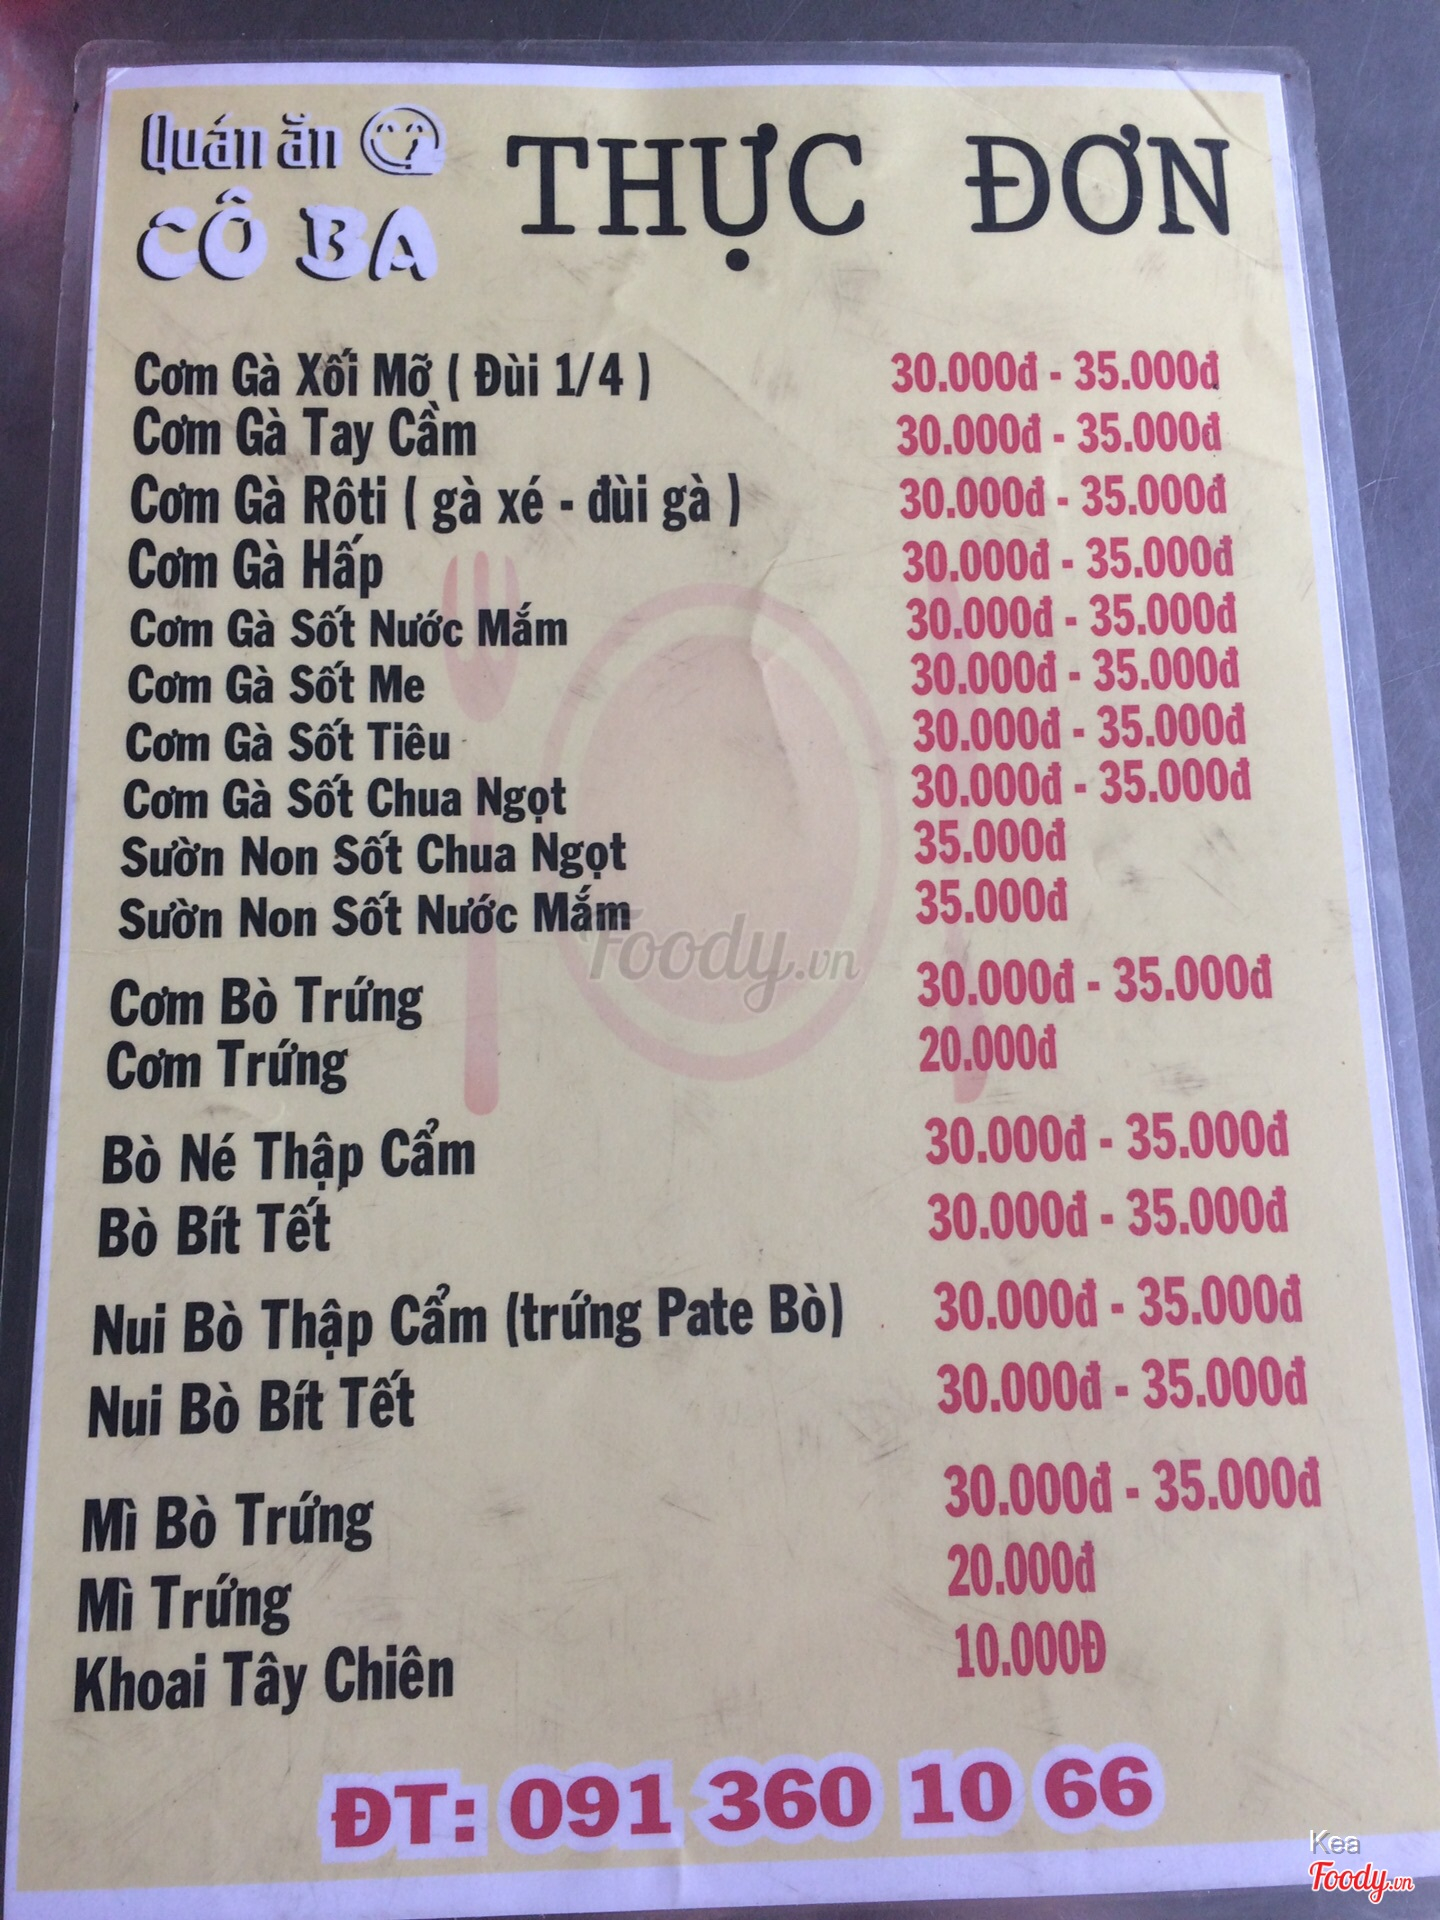 Quán ăn
CÔ BA
THỰC ĐƠN
Cơm Gà Xối Mỡ ( Đùi 1/4 ) 30.000đ - 35.000đ
Cơm Gà Tay Cầm 30.000đ - 35.000đ
Cơm Gà Rôti ( gà xé - đùi gà ) 30.000đ - 35.000đ
Cơm Gà Hấp 30.000đ - 35.000đ
Cơm Gà Sốt Nước Mắm 30.000đ - 35.000đ
Cơm Gà Sốt Me 30.000đ - 35.000đ
Cơm Gà Sốt Tiêu 30.000đ - 35.000đ
Cơm Gà Sốt Chua Ngọt 30.000đ - 35.000đ
Sườn Non Sốt Chua Ngọt 35.000đ
Sườn Non Sốt Nước Mắm 35.000đ
Foody.vn
Cơm Bò Trứng 30.000đ - 35.000đ
Cơm Trứng 20.000đ
Bò Né Thập Cẩm 30.000đ - 35.000đ
Bò Bít Tết 30.000đ - 35.000đ
Nui Bò Thập Cẩm (trứng Pate Bò) 30.000đ - 35.000đ
Nui Bò Bít Tết 30.000đ - 35.000đ
Mì Bò Trứng 30.000đ - 35.000đ
Mì Trứng 20.000đ
Khoai Tây Chiên 10.000Đ
ĐT: 091 360 10 66
Kea
Foody.vn